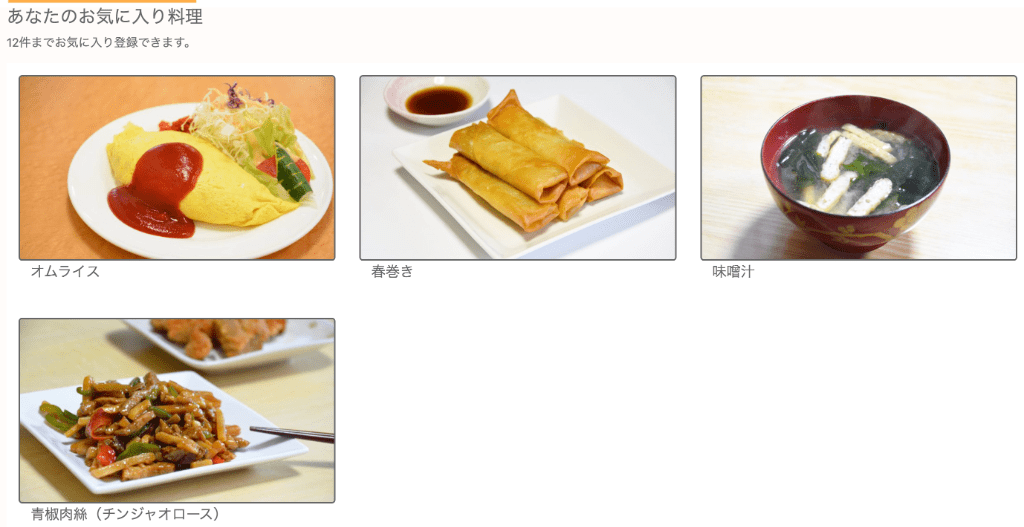 あなたのお気に入り料理
12件までお気に入り登録できます。
オムライス
春巻き
味噌汁
青椒肉絲（チンジャオロース）